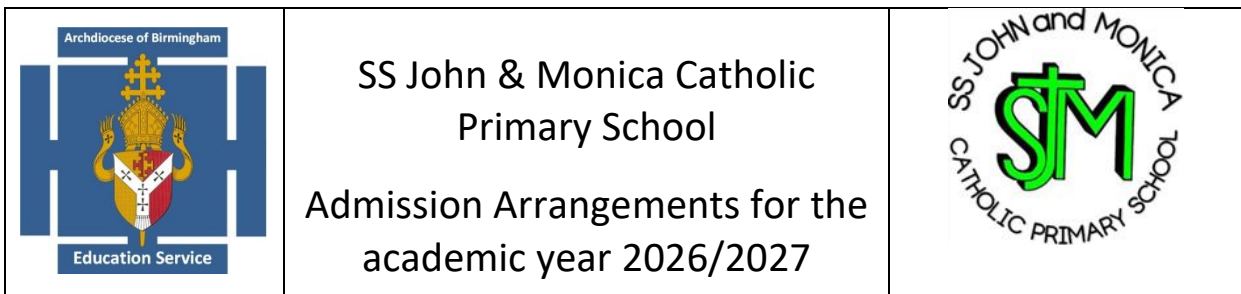 Archdiocese of Birmingham
Education Service
SS John & Monica Catholic
Primary School
Admission Arrangements for the
academic year 2026/2027
SS JOHN and MONICA
SJM
CATHOLIC PRIMARY SCHOOL